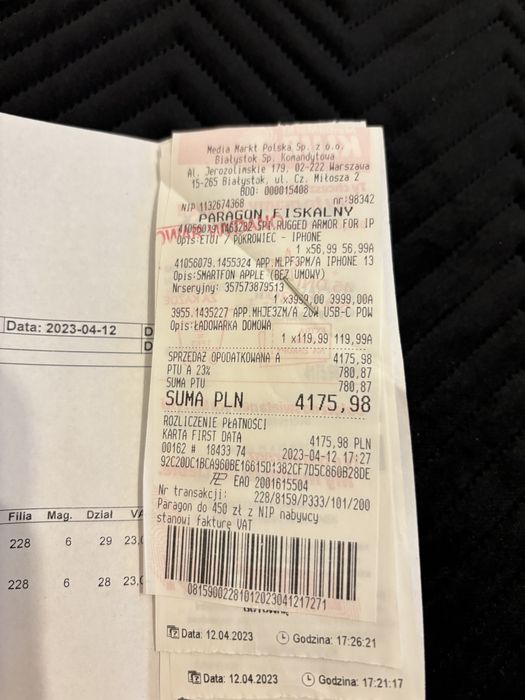 Media Markt Polska Sp. z o.o.
Białystok Sp. Komandytowa
Al. Jerozolimskie 179, 02-222 Warszawa
15-265 Białystok, ul. Cz. Miłosza 2
BDO: 000015408
NIP 1132674368 nr:98342
PARAGON FISKALNY
RUGGED ARMOR FOR IP
Opis:ETUI / POKROWIEC - IPHONE
1 x56,99 56,99A
41056079.1455324 APP.MLPF3PM/A IPHONE 13
Opis:SMARTFON APPLE (BEZ UMOWY)
Nrseryjny: 357573879513
1 x3999,00 3999,00A
3955.1435227 APP.MHJE3ZM/A 20W USB-C POW
Opis:ŁADOWARKA DOMOWA
1 x119,99 119,99A
SPRZEDAŻ OPODATKOWANA A 4175,98
PTU A 23% 780,87
SUMA PTU 780,87
SUMA PLN 4175,98
ROZLICZENIE PŁATNOŚCI
KARTA FIRST DATA 4175,98 PLN
00162 # 18433 74 2023-04-12 17:27
92C20DC1BCA960BE16615D1382CF7D5C860B28DE
EAO 2001615504
Nr transakcji: 228/8159/P333/101/200
Paragon do 450 zł z NIP nabywcy
stanowi fakturę VAT
0815900228101202304121727​1
Data: 12.04.2023 Godzina: 17:26:21
Data: 12.04.2023 Godzina: 17:21:17
Data: 2023-04-12 D
D
Filia Mag. Dział
228 6 29 23,
228 6 28 23,